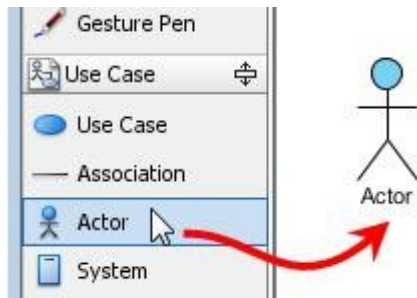 Gesture Pen
Use Case
Use Case
Association
Actor
System
Actor